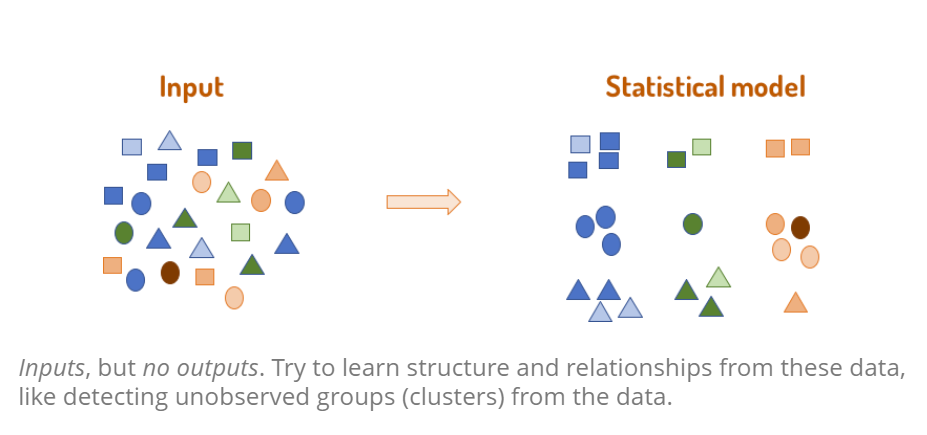 Input
Statistical model
Inputs, but no outputs. Try to learn structure and relationships from these data,
like detecting unobserved groups (clusters) from the data.